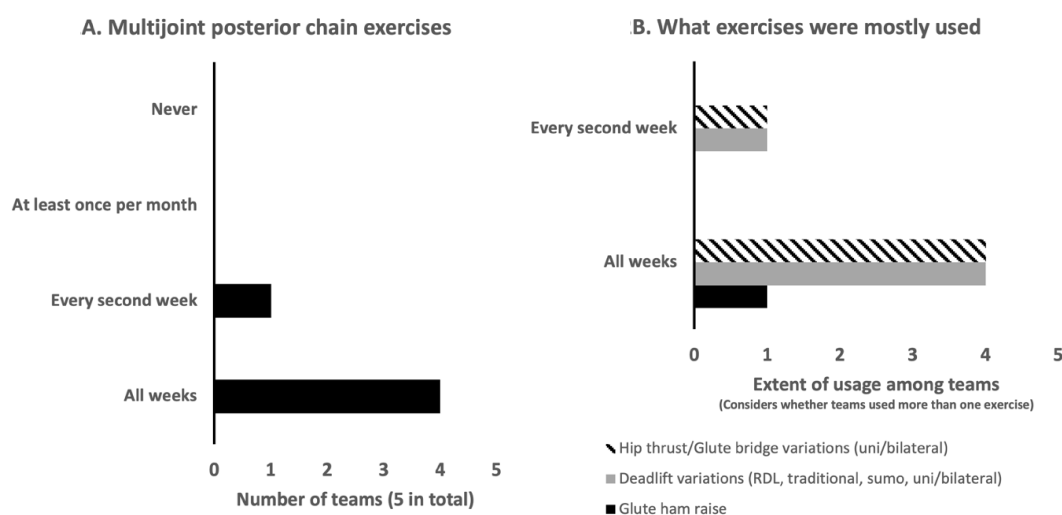 A. Multijoint posterior chain exercises
Never
At least once per month
Every second week
All weeks
0 1 2 3 4 5
Number of teams (5 in total)
B. What exercises were mostly used
Every second week
All weeks
0 1 2 3 4 5
Extent of usage among teams
(Considers whether teams used more than one exercise)
Hip thrust/Glute bridge variations (uni/bilateral)
Deadlift variations (RDL, traditional, sumo, uni/bilateral)
Glute ham raise